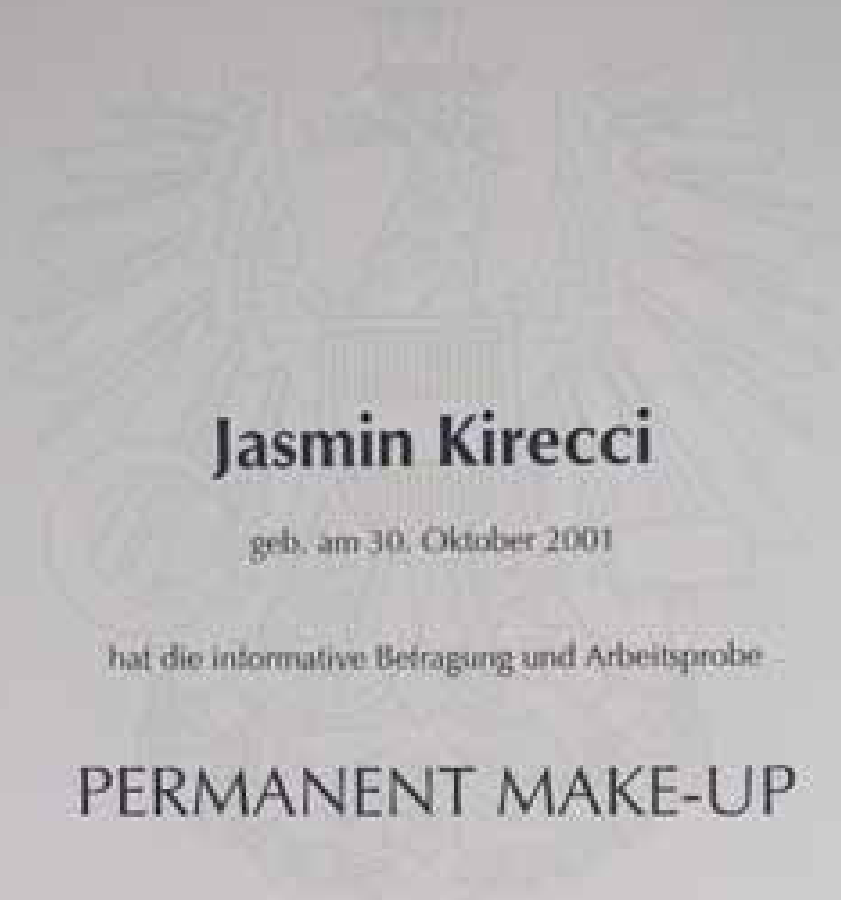 Jasmin Kirecci
geb. am 30. Oktober 2001
hat die informative Befragung und Arbeitsprobe
PERMANENT MAKE-UP